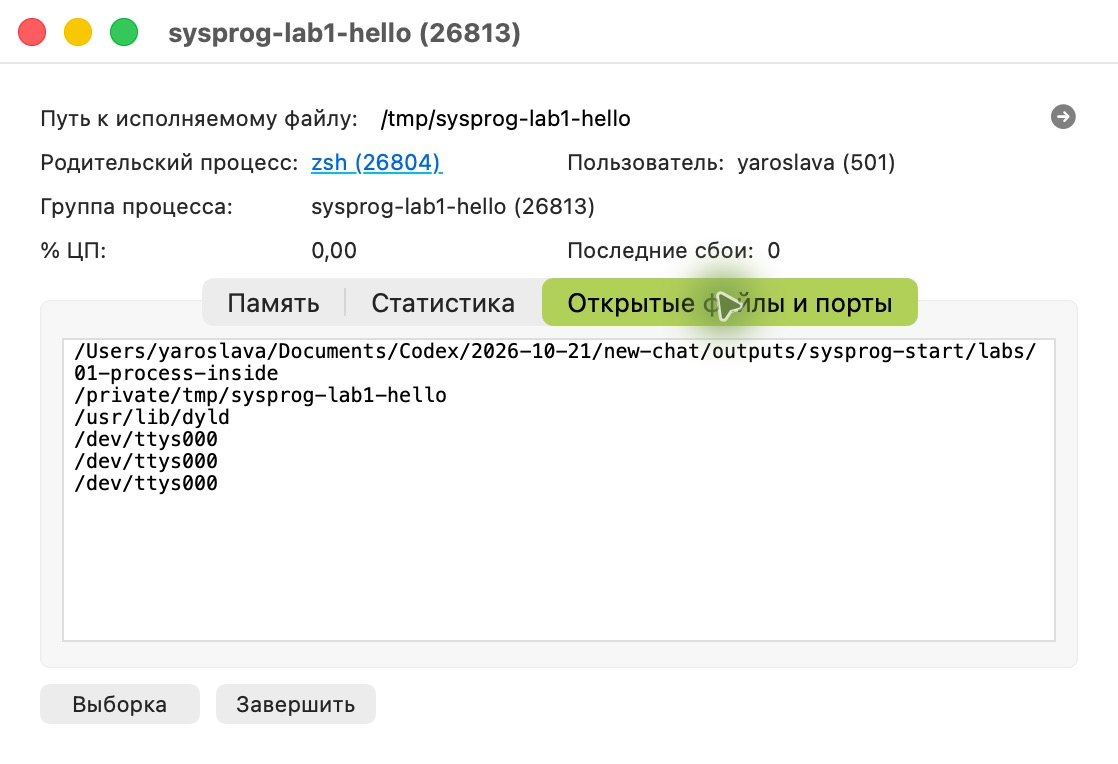 sysprog-lab1-hello (26813)
Путь к исполняемому файлу: /tmp/sysprog-lab1-hello
Родительский процесс: zsh (26804) Пользователь: yaroslava (501)
Группа процесса: sysprog-lab1-hello (26813)
% ЦП: 0,00 Последние сбои: 0
Память Статистика Открытые файлы и порты
/Users/yaroslava/Documents/Codex/2026-10-21/new-chat/outputs/sysprog-start/labs/
01-process-inside
/private/tmp/sysprog-lab1-hello
/usr/lib/dyld
/dev/ttys000
/dev/ttys000
/dev/ttys000
Выборка Завершить